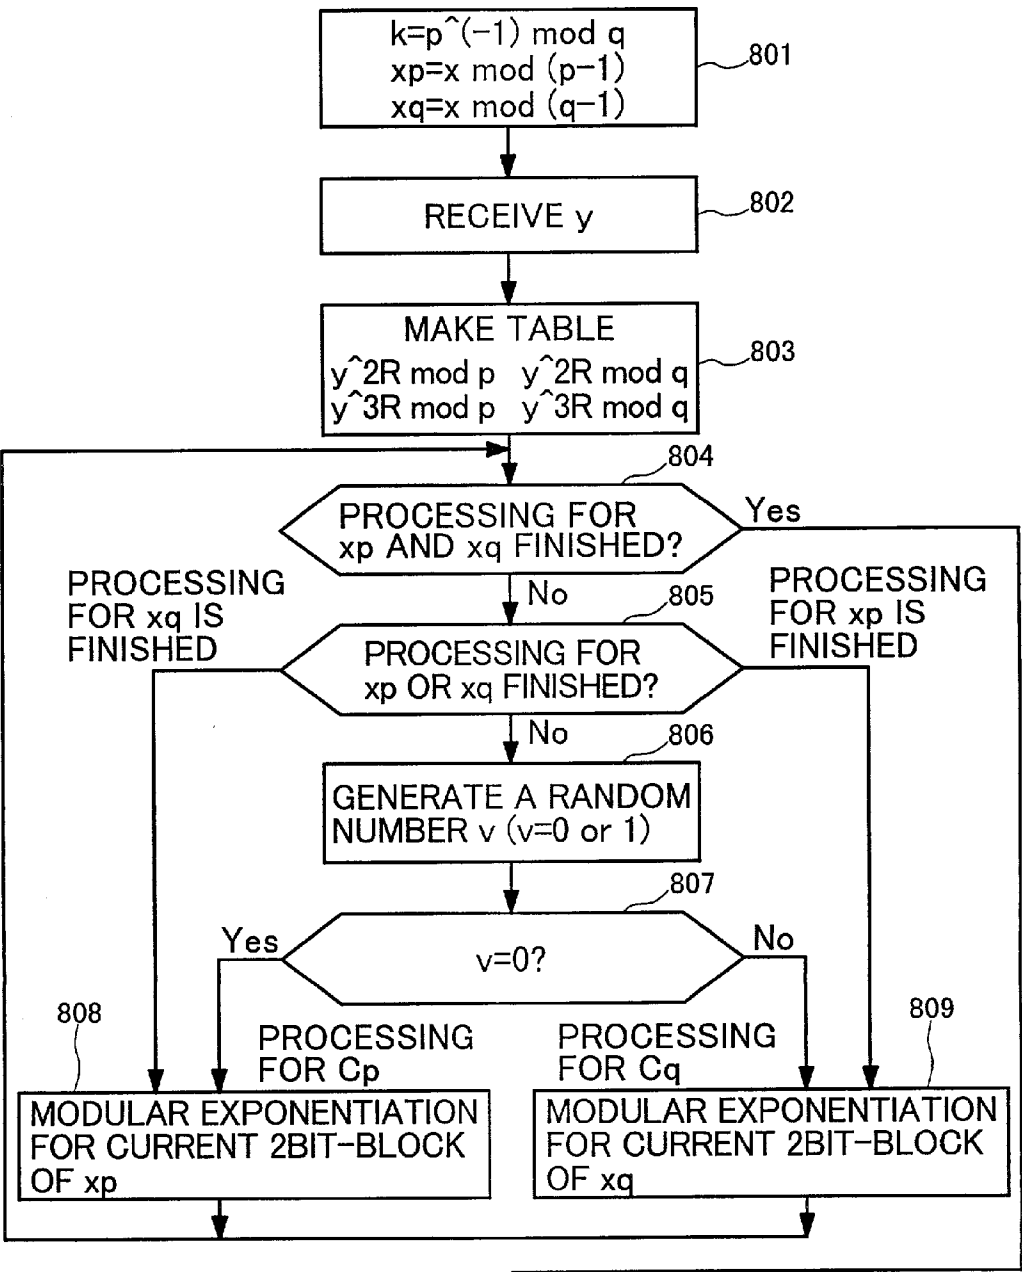 k=p^(-1) mod q
xp=x mod (p-1)
xq=x mod (q-1)
801
RECEIVE y
802
MAKE TABLE
y^2R mod p y^2R mod q
y^3R mod p y^3R mod q
803
804
PROCESSING FOR
xp AND xq FINISHED?
Yes
No
PROCESSING
FOR xq IS
FINISHED
805
PROCESSING
FOR xp IS
FINISHED
PROCESSING FOR
xp OR xq FINISHED?
No
806
GENERATE A RANDOM
NUMBER v (v=0 or 1)
807
Yes
v=0?
No
808
PROCESSING
FOR Cp
PROCESSING
FOR Cq
809
MODULAR EXPONENTIATION
FOR CURRENT 2BIT-BLOCK
OF xp
MODULAR EXPONENTIATION
FOR CURRENT 2BIT-BLOCK
OF xq